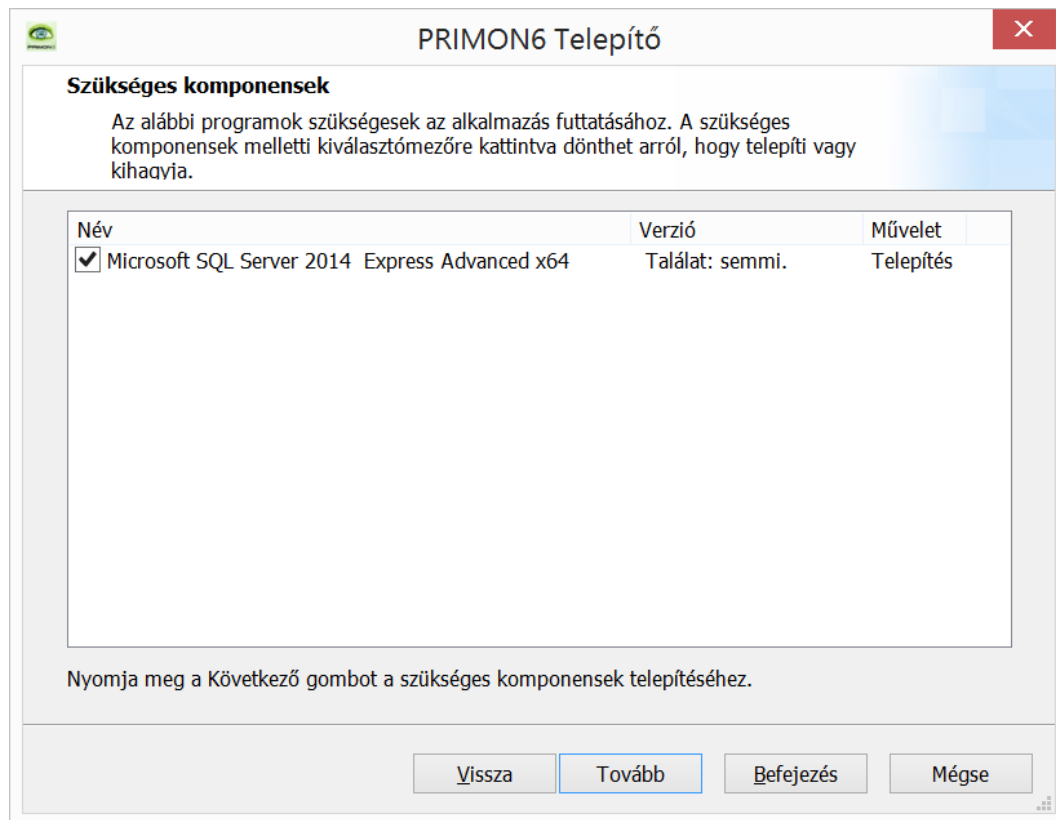 PRIMON6 Telepítő
Szükséges komponensek
Az alábbi programok szükségesek az alkalmazás futtatásához. A szükséges
komponensek melletti kiválasztómezőre kattintva dönthet arról, hogy telepíti vagy
kihagyja.
Név Verzió Művelet
Microsoft SQL Server 2014 Express Advanced x64 Találat: semmi. Telepítés
Nyomja meg a Következő gombot a szükséges komponensek telepítéséhez.
Vissza Tovább Befejezés Mégse